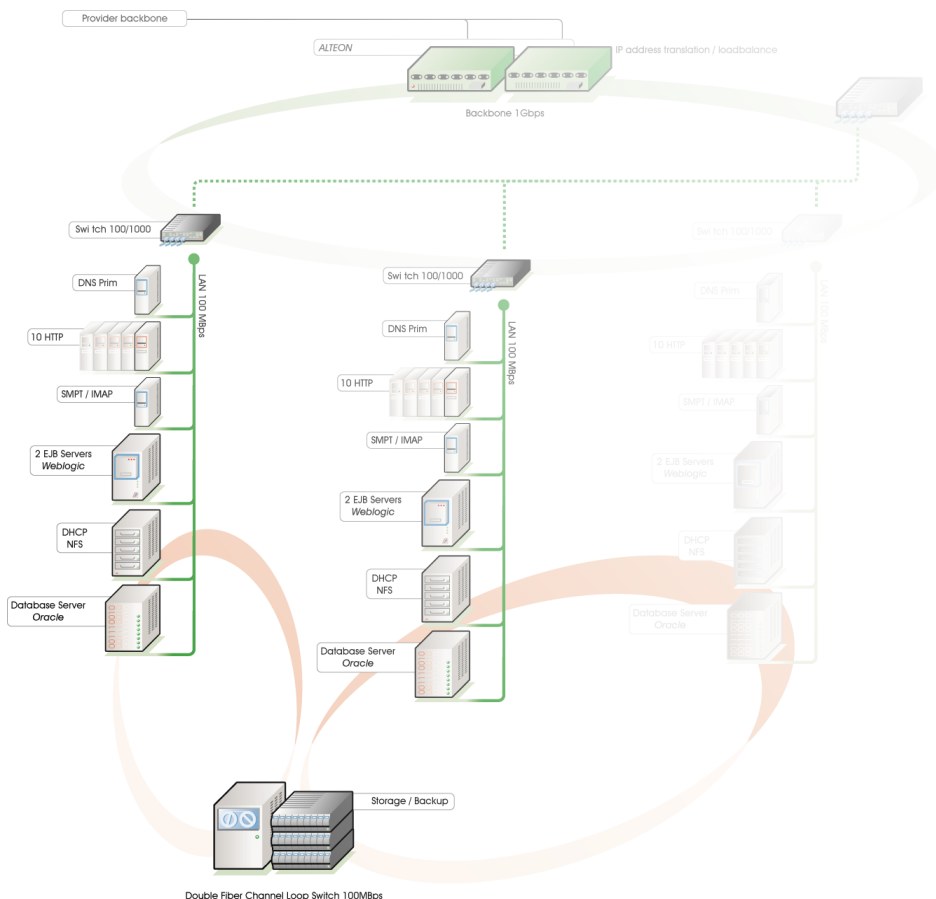 Provider backbone
ALTEON
IP address translation / loadbalance
Backbone 1Gbps
Swi tch 100/1000
LAN 100 MBps
DNS Prim
10 HTTP
SMPT / IMAP
2 EJB Servers
Weblogic
DHCP
NFS
Database Server
Oracle
Swi tch 100/1000
LAN 100 MBps
DNS Prim
10 HTTP
SMPT / IMAP
2 EJB Servers
Weblogic
DHCP
NFS
Database Server
Oracle
Swi tch 100/1000
LAN 100 MBps
DNS Prim
10 HTTP
SMPT / IMAP
2 EJB Servers
Weblogic
DHCP
NFS
Database Server
Oracle
Storage / Backup
Double Fiber Channel Loop Switch 100MBps